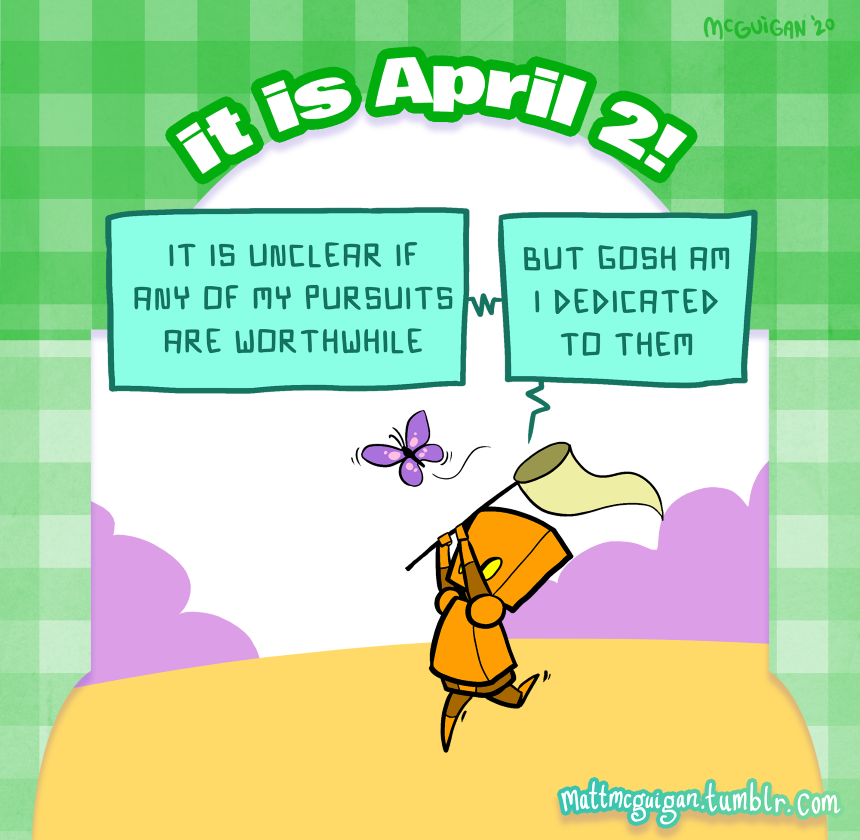 McGUiGAN '20
it is April 2!
IT IS UNCLEAR IF
ANY OF MY PURSUITS
ARE WORTHWHILE
BUT GOSH AM
I DEDICATED
TO THEM
mattmcguigan.tumblr.com